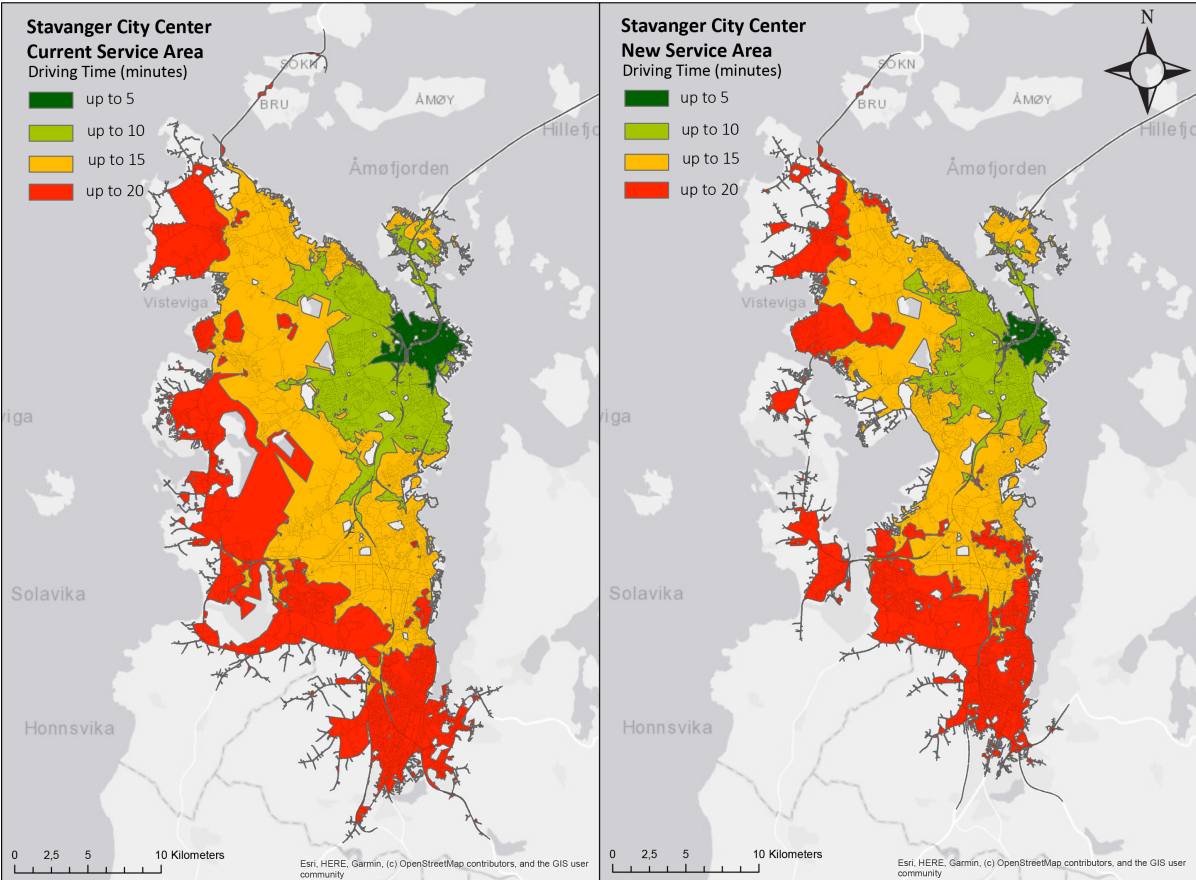 Stavanger City Center
Current Service Area
Driving Time (minutes)
up to 5
up to 10
up to 15
up to 20
SOKN
BRU
ÅMØY
Hillefjo
Åmøfjorden
Visteviga
viga
Solavika
Honnsvika
0 2,5 5 10 Kilometers
Esri, HERE, Garmin, (c) OpenStreetMap contributors, and the GIS user
community
Stavanger City Center
New Service Area
Driving Time (minutes)
up to 5
up to 10
up to 15
up to 20
N
SOKN
BRU
ÅMØY
Hillefjo
Åmøfjorden
Visteviga
viga
Solavika
Honnsvika
0 2,5 5 10 Kilometers
Esri, HERE, Garmin, (c) OpenStreetMap contributors, and the GIS user
community